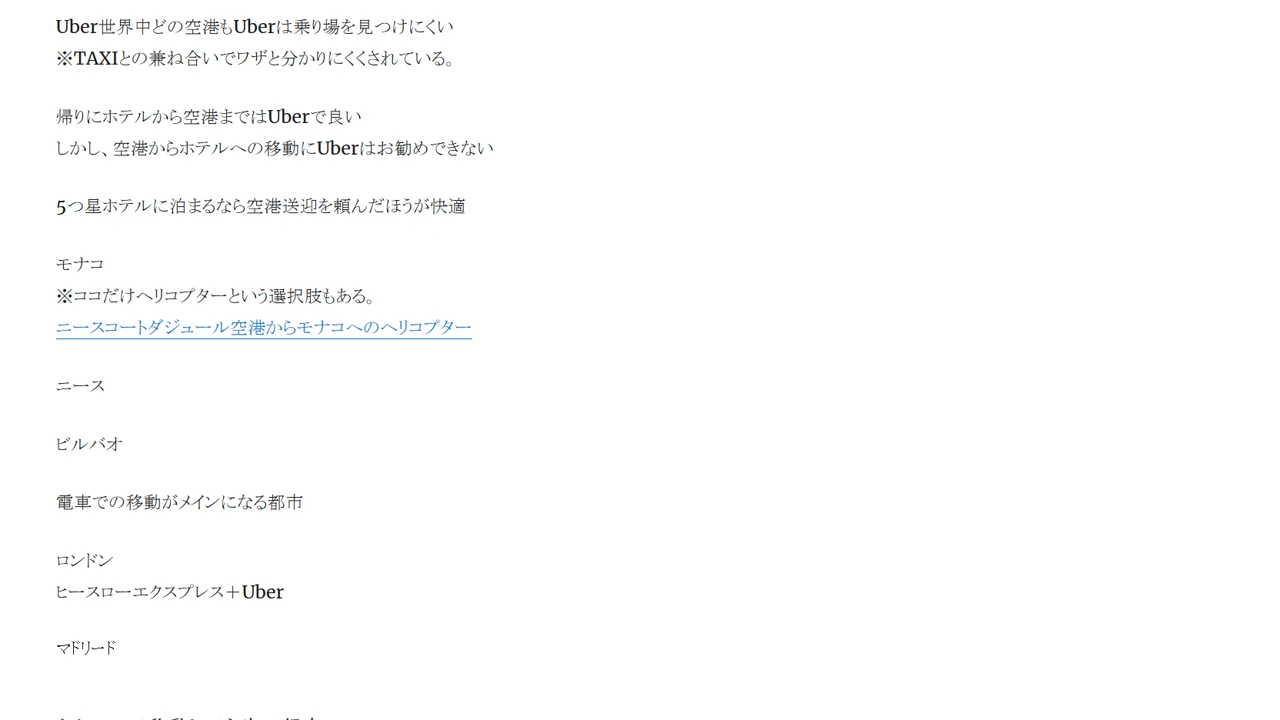 Uber世界中どの空港もUberは乗り場を見つけにくい
※TAXIとの兼ね合いでワザと分かりにくくされている。
帰りにホテルから空港まではUberで良い
しかし、空港からホテルへの移動にUberはお勧めできない
5つ星ホテルに泊まるなら空港送迎を頼んだほうが快適
モナコ
※ココだけヘリコプターという選択肢もある。
ニースコートダジュール空港からモナコへのヘリコプター
ニース
ビルバオ
電車での移動がメインになる都市
ロンドン
ヒースローエクスプレス＋Uber
マドリード